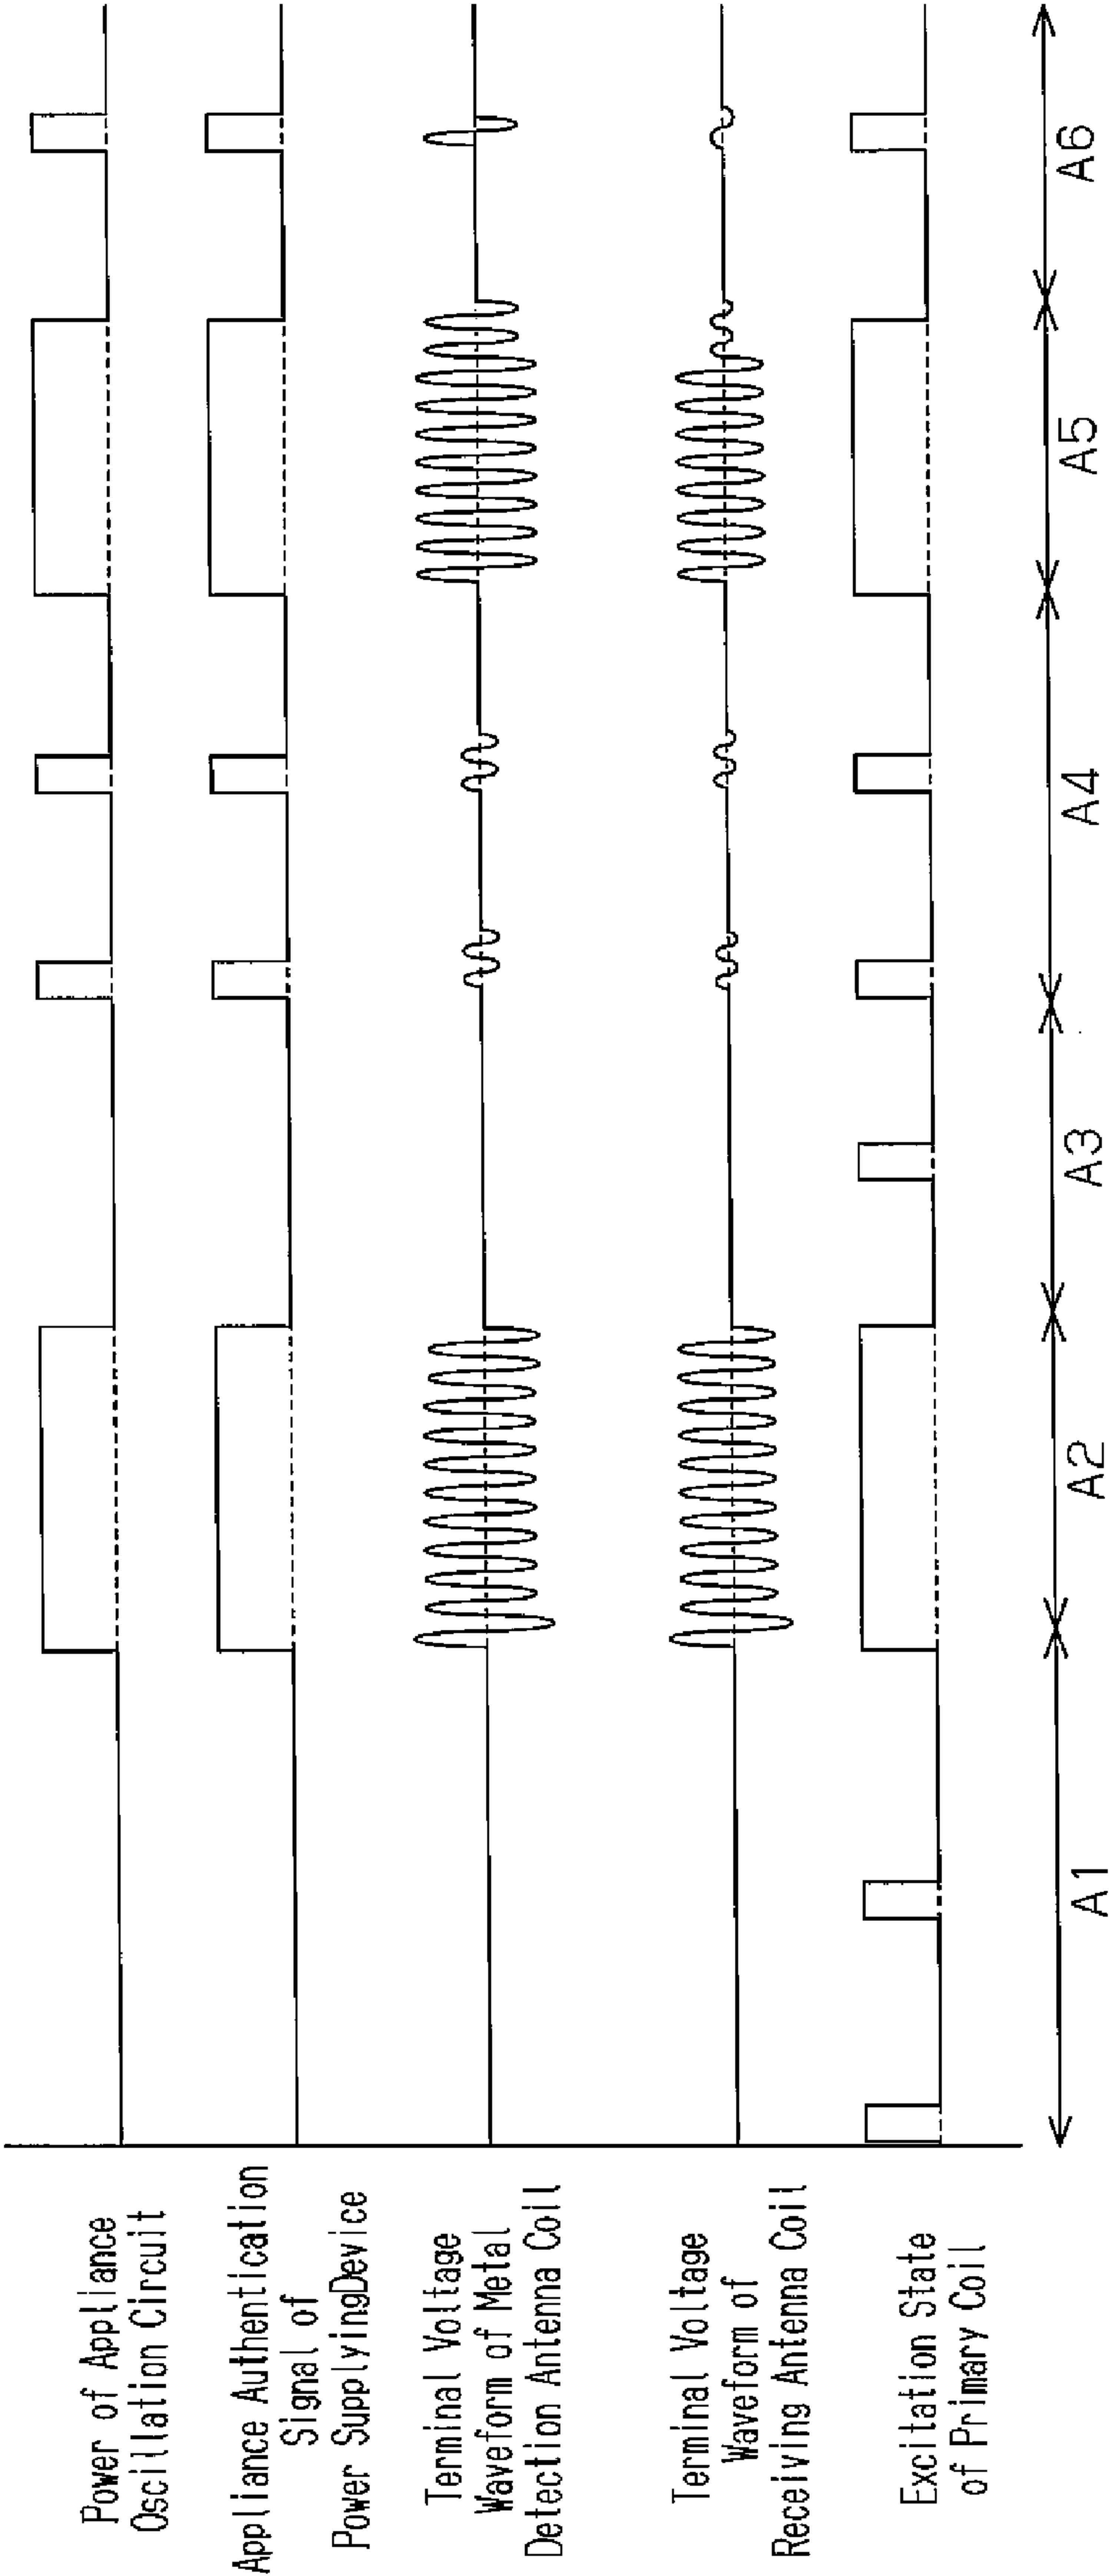 Power of Appliance
Oscillation Circuit
Appliance Authentication
Signal of
Power SupplyingDevice
Terminal Voltage
Waveform of Metal
Detection Antenna Coil
Terminal Voltage
Waveform of
Receiving Antenna Coil
Excitation State
of Primary Coil
A1
A2
A3
A4
A5
A6